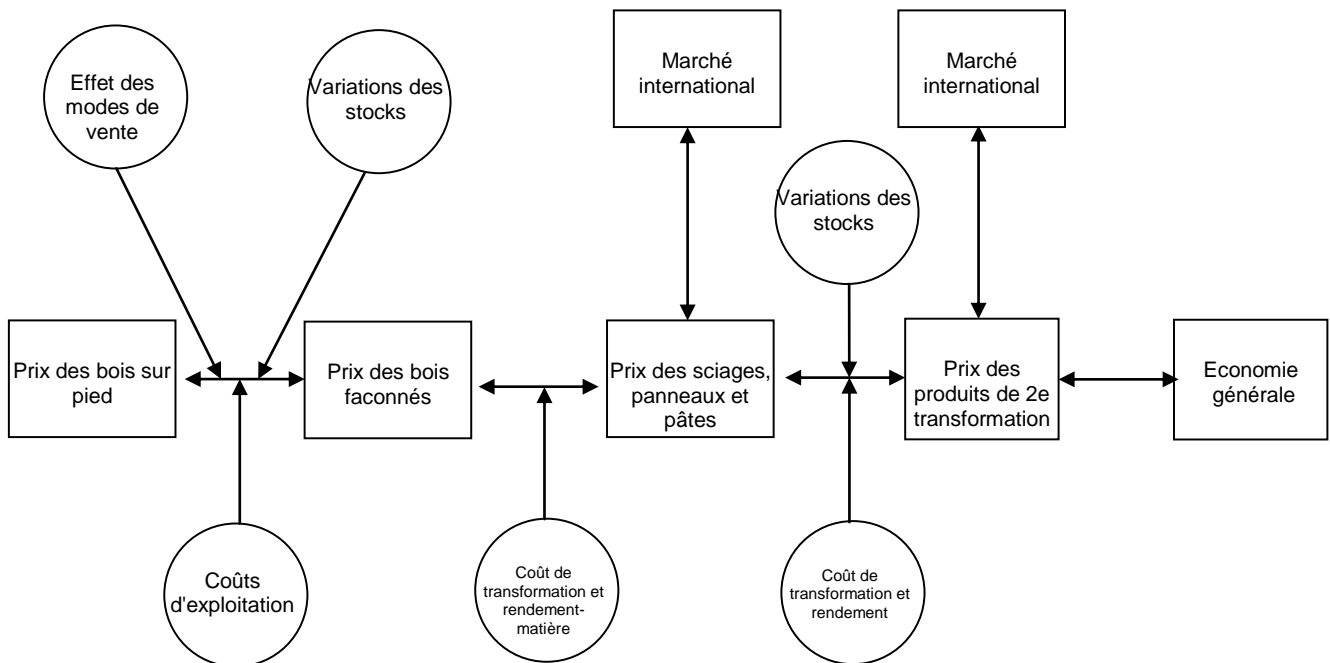 Effet des
modes de
vente
Variations des
stocks
Marché
international
Marché
international
Variations des
stocks
Prix des bois sur
pied
Prix des bois
faconnés
Prix des sciages,
panneaux et
pâtes
Prix des
produits de 2e
transformation
Economie
générale
Coûts
d'exploitation
Coût de
transformation et
rendement-
matière
Coût de
transformation et
rendement